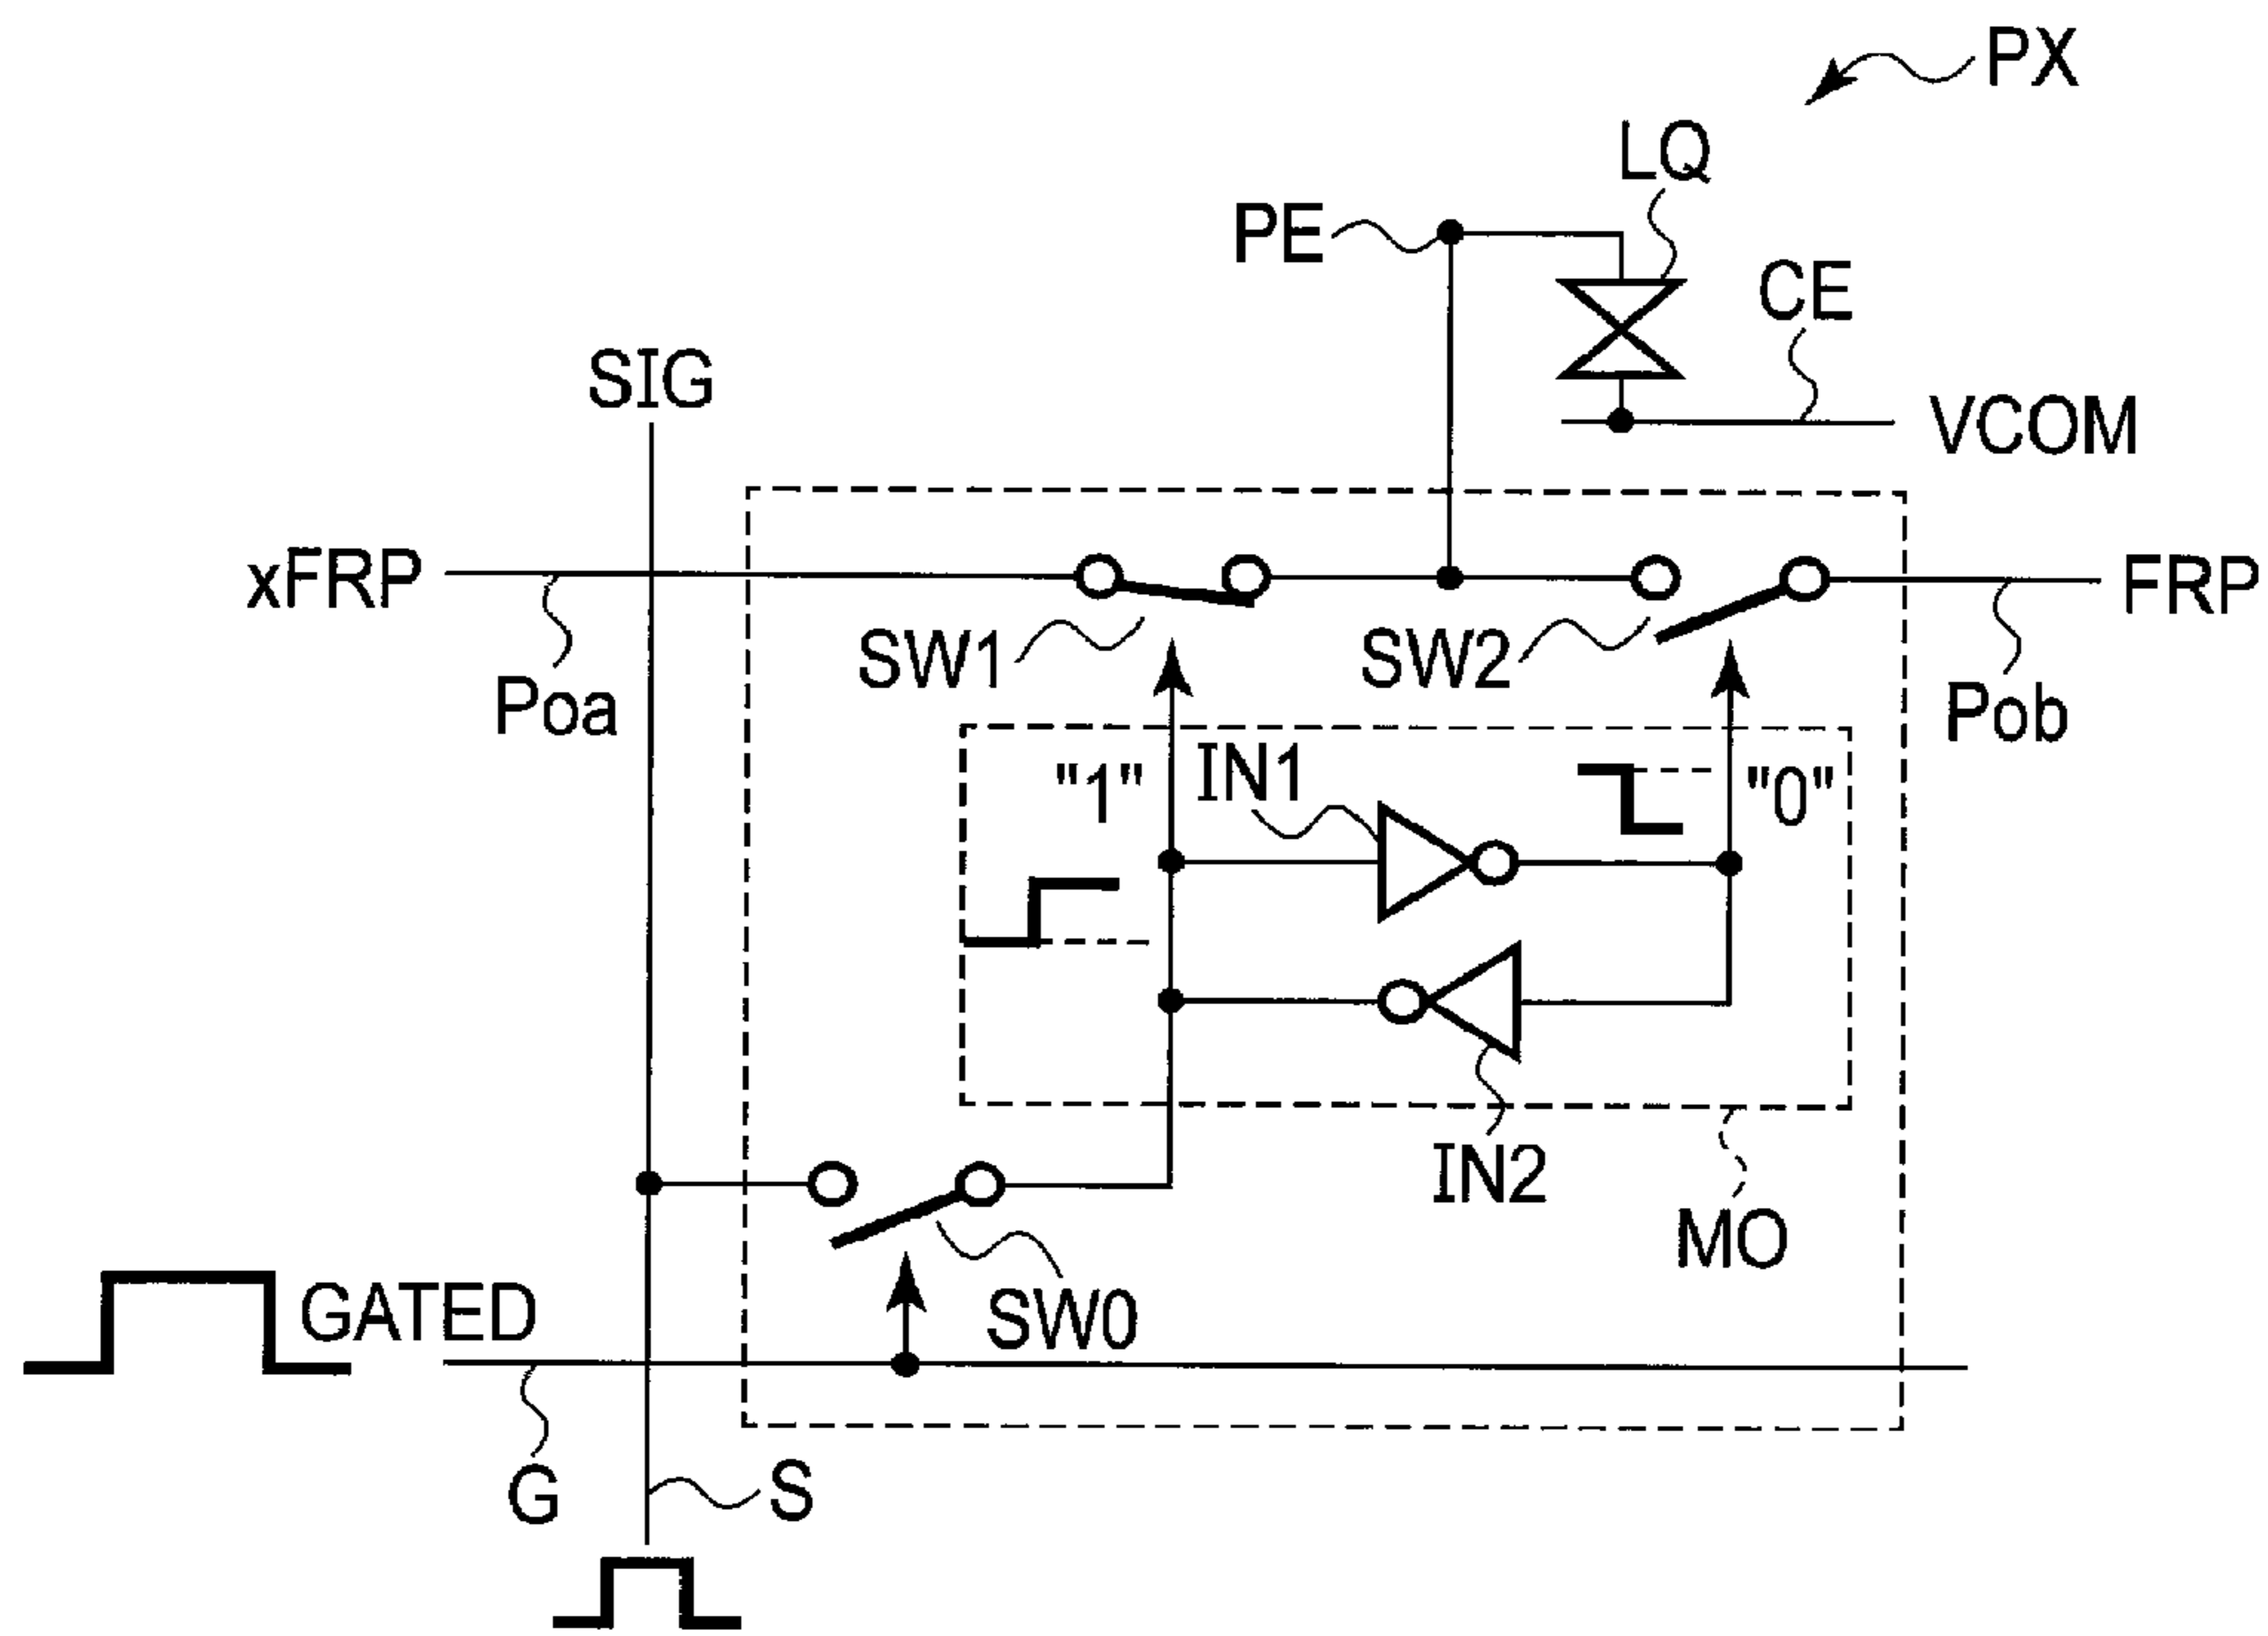 PX
LQ
PE
CE
SIG
VCOM
xFRP
FRP
SW1
SW2
Poa
Pob
"1"
IN1
"0"
IN2
MO
GATED
SW0
G
S